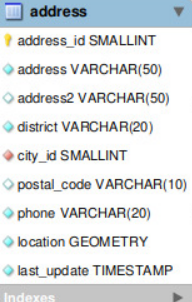 address
address_id SMALLINT
address VARCHAR(50)
address2 VARCHAR(50)
district VARCHAR(20)
city_id SMALLINT
postal_code VARCHAR(10)
phone VARCHAR(20)
location GEOMETRY
last_update TIMESTAMP
Indexes